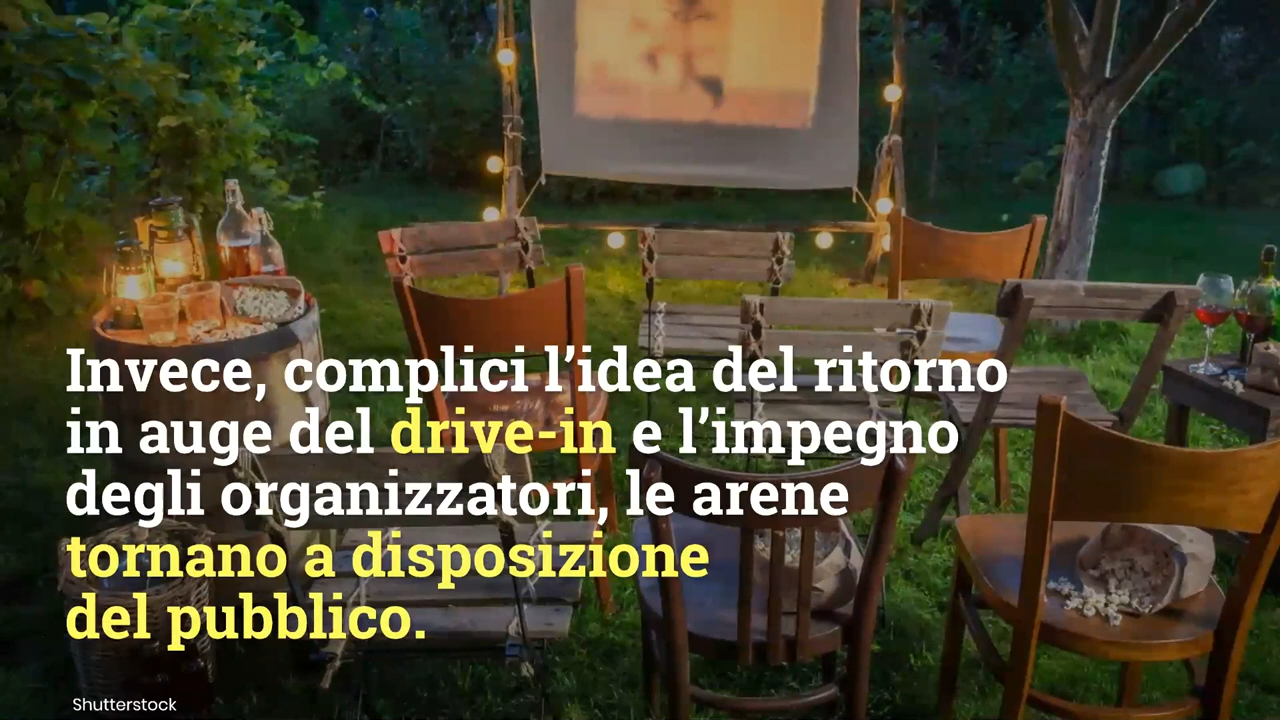 Invece, complici l’idea del ritorno
in auge del drive-in e l’impegno
degli organizzatori, le arene
tornano a disposizione
del pubblico.
Shutterstock